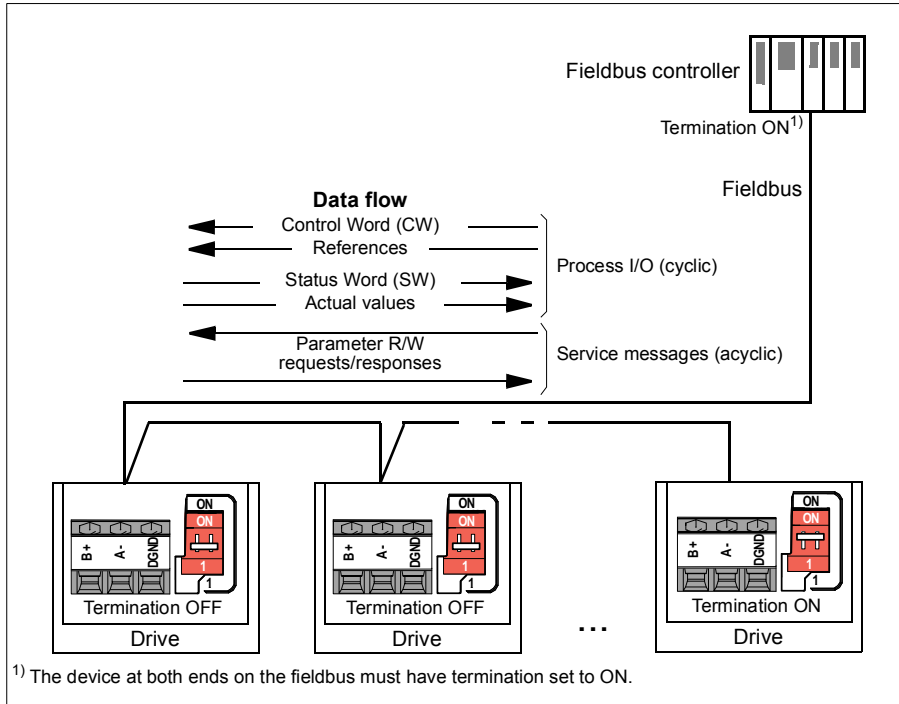 Fieldbus controller
Termination ON1)
Fieldbus
Data flow
Control Word (CW)
References
Process I/O (cyclic)
Status Word (SW)
Actual values
Parameter R/W
requests/responses
Service messages (acyclic)
B+ A - DGND
ON
ON
1
1
Termination OFF
Drive
B+ A - DGND
ON
ON
1
1
Termination OFF
Drive
...
B+ A - DGND
ON
ON
1
1
Termination ON
Drive
1) The device at both ends on the fieldbus must have termination set to ON.